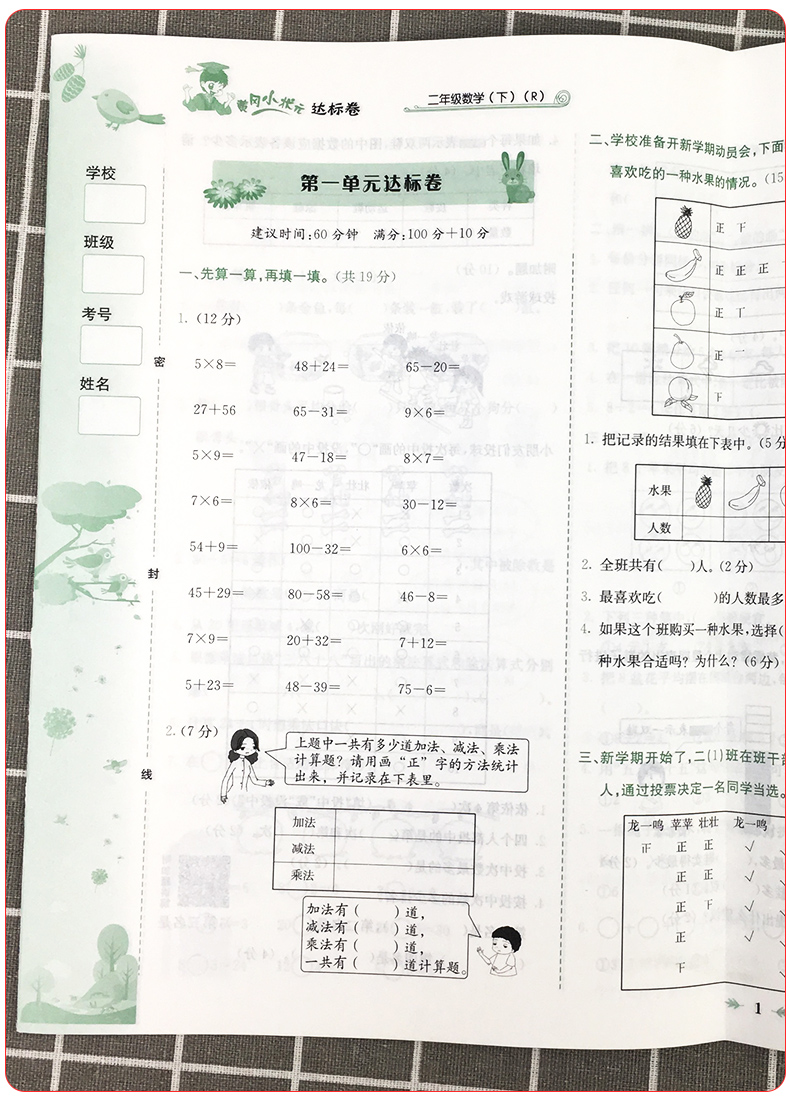 黄冈小状元 达标卷
二年级数学(下)(R)
学校
班级
考号
姓名
密
封
线
第一单元达标卷
建议时间:60分钟 满分:100分+10分
一、先算一算,再填一填。(共19分)
1.(12分)
5×8= 48+24= 65-20=
27+56 65-31= 9×6=
5×9= 47-18= 8×7=
7×6= 8×6= 30-12=
54+9= 100-32= 6×6=
45+29= 80-58= 46-8=
7×9= 20+32= 7+12=
5+23= 48-39= 75-6=
2.(7分)
上题中一共有多少道加法、减法、乘法
计算题?请用画“正”字的方法统计
出来,并记录在下表里。
加法
减法
乘法
加法有( )道,
减法有( )道,
乘法有( )道,
一共有( )道计算题。
二、学校准备开新学期动员会,下面
喜欢吃的一种水果的情况。(15
正 丅
正 正 正
正 丅
正 一
下
1. 把记录的结果填在下表中。(5分
水果
人数
2. 全班共有( )人。(2分)
3. 最喜欢吃( )的人数最多
4. 如果这个班购买一种水果,选择(
种水果合适吗?为什么?(6分)
三、新学期开始了,二(1)班在班干部
人,通过投票决定一名同学当选。
龙一鸣 苹苹 壮壮 龙一鸣
正 正 正 √
正 正 √
正 下 √
正 √
下
1